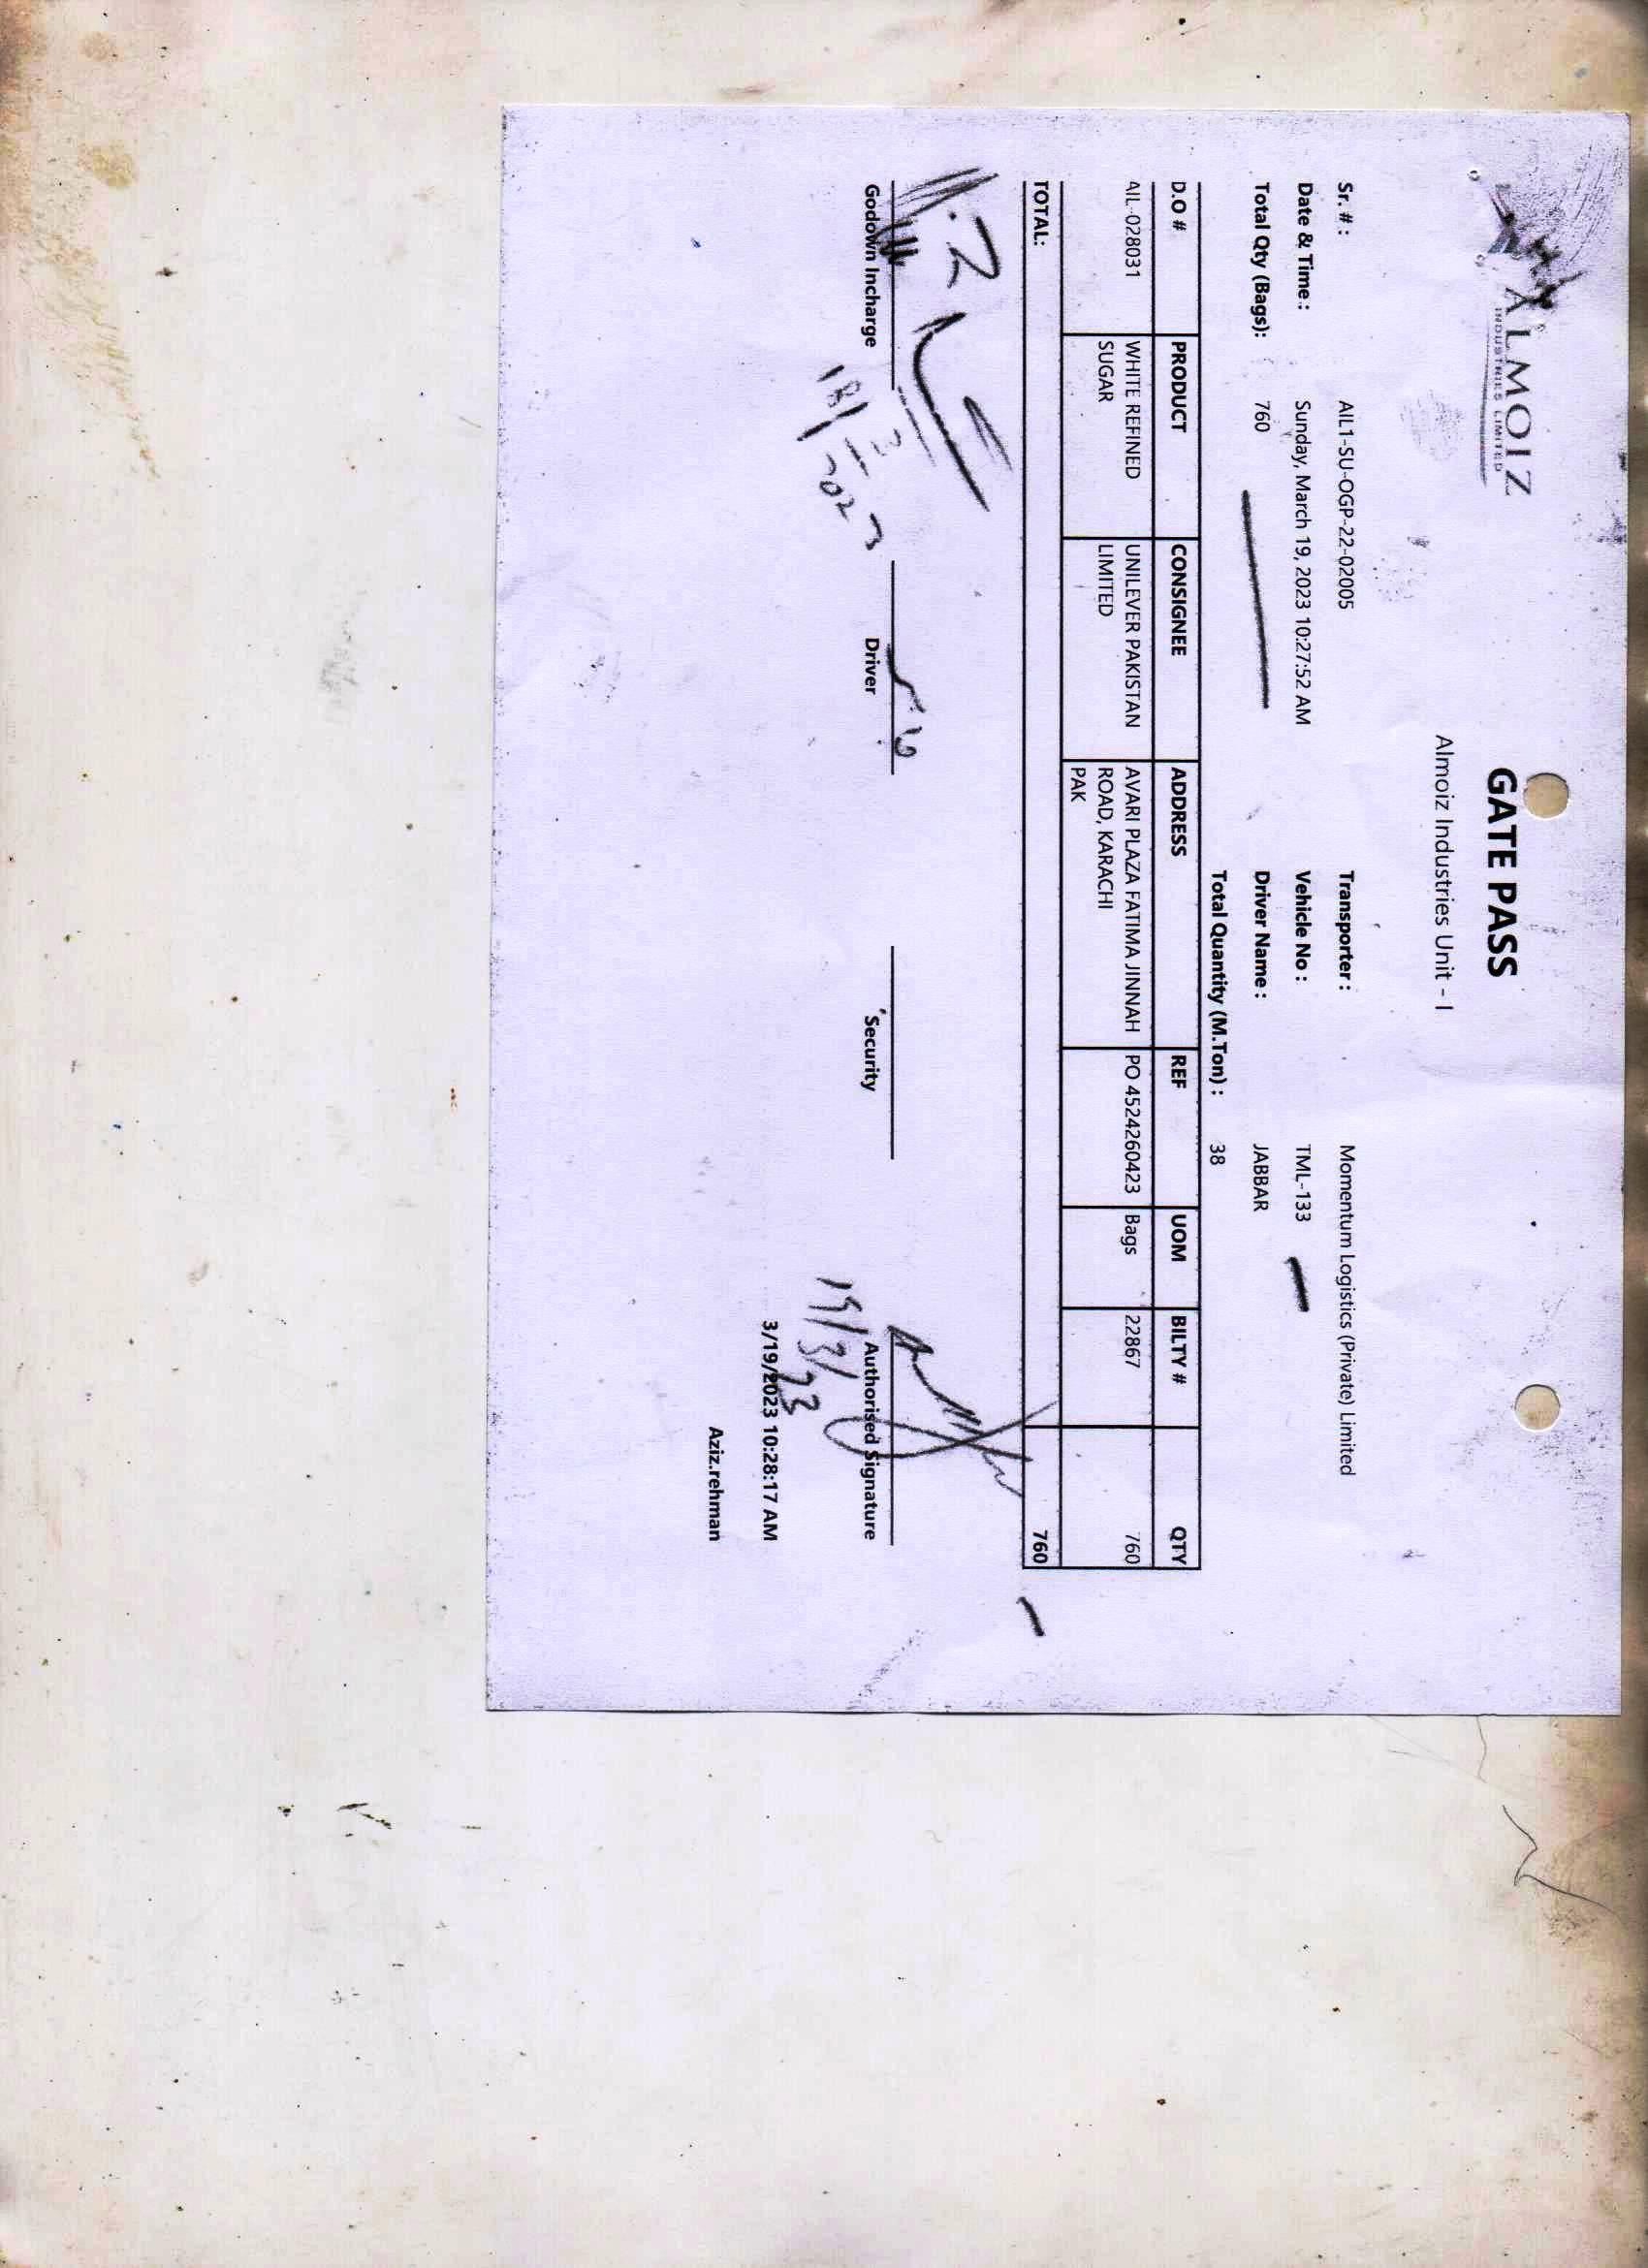 ALMOIZ
INDUSTRIES LIMITED
GATE PASS
Almoiz Industries Unit - I
Sr. # : AIL1-SU-OGP-22-02005 Transporter : Momentum Logistics (Private) Limited
Date & Time : Sunday, March 19, 2023 10:27:52 AM Vehicle No : TML-133
Total Qty (Bags): 760 Driver Name : JABBAR
Total Quantity (M.Ton) : 38
D.O # PRODUCT CONSIGNEE ADDRESS REF UOM BILTY # QTY
AIL-028031 WHITE REFINED UNILEVER PAKISTAN AVARI PLAZA FATIMA JINNAH PO 4524260423 Bags 22867 760
SUGAR LIMITED ROAD, KARACHI
PAK
TOTAL: 760
Godown Incharge Driver Security Authorised Signature
19/3/23
3/19/2023 10:28:17 AM
Aziz.rehman